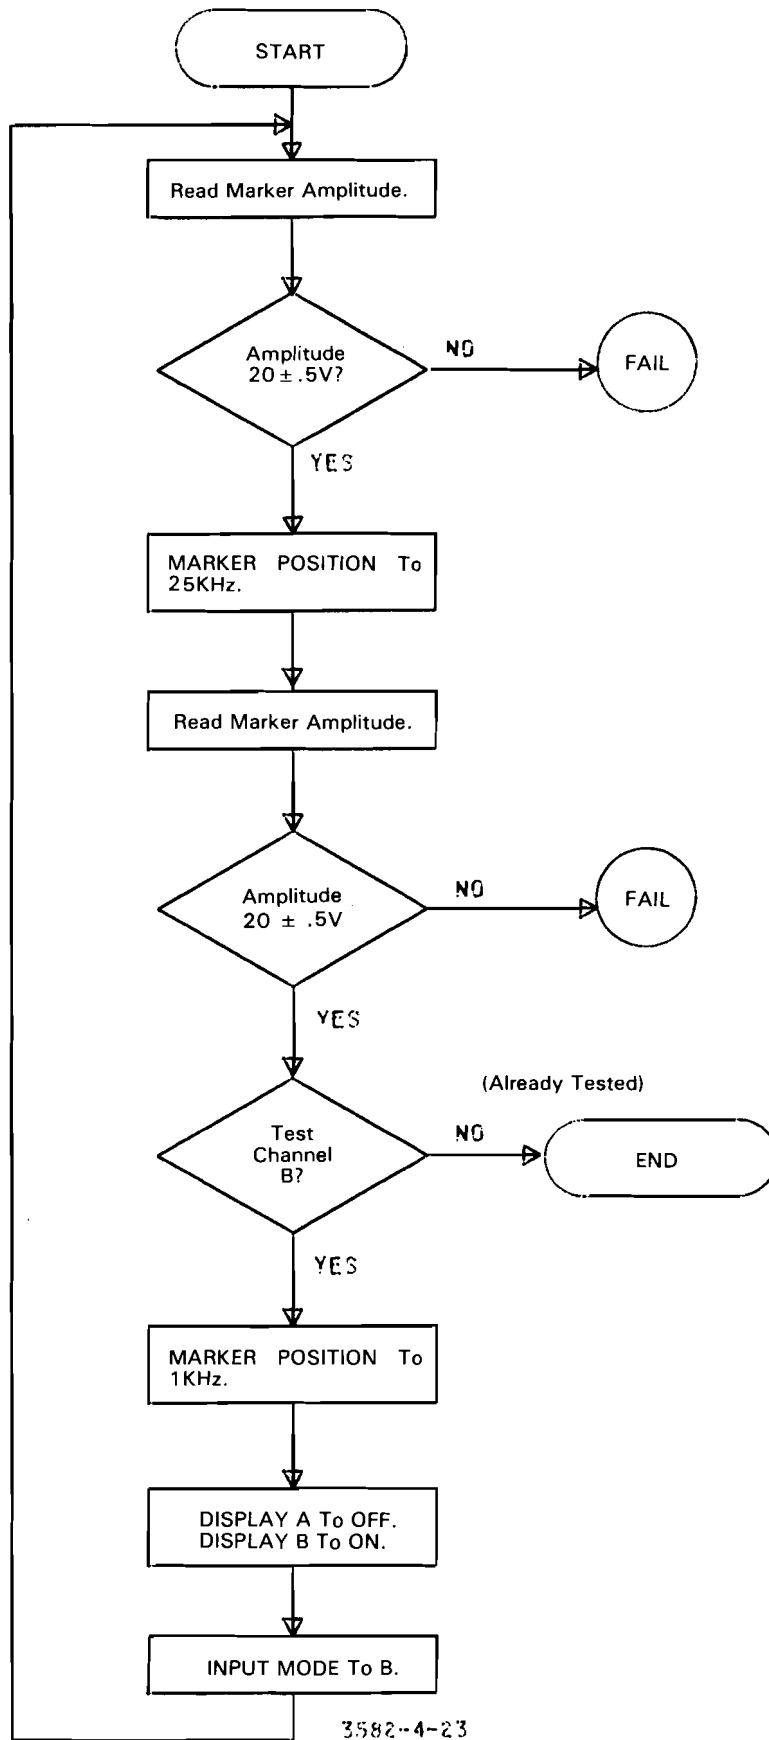 START
Read Marker Amplitude.
Amplitude
20 ± .5V?
NO
FAIL
YES
MARKER POSITION To
25KHz.
Read Marker Amplitude.
Amplitude
20 ± .5V
NO
FAIL
YES
(Already Tested)
Test
Channel
B?
NO
END
YES
MARKER POSITION To
1KHz.
DISPLAY A To OFF.
DISPLAY B To ON.
INPUT MODE To B.
3582-4-23